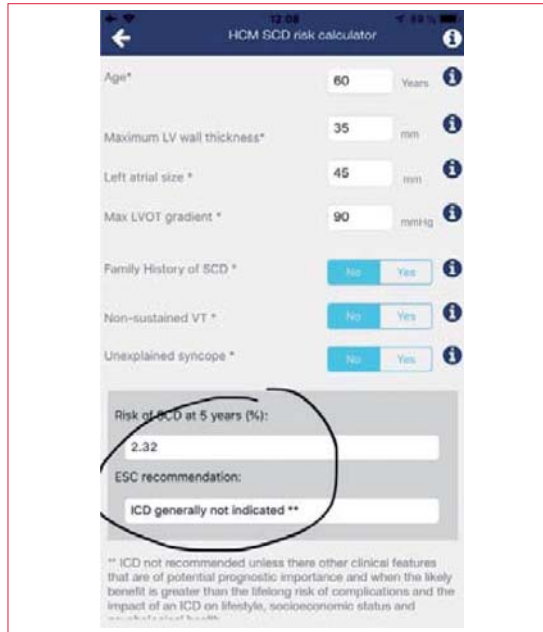 12:08
HCM SCD risk calculator
Age* 60 Years
Maximum LV wall thickness* 35 mm
Left atrial size * 45 mm
Max LVOT gradient * 90 mmHg
Family History of SCD * No Yes
Non-sustained VT * No Yes
Unexplained syncope * No Yes
Risk of SCD at 5 years (%):
2.32
ESC recommendation:
ICD generally not indicated **
** ICD not recommended unless there other clinical features
that are of potential prognostic importance and when the likely
benefit is greater than the lifelong risk of complications and the
impact of an ICD on lifestyle, socioeconomic status and